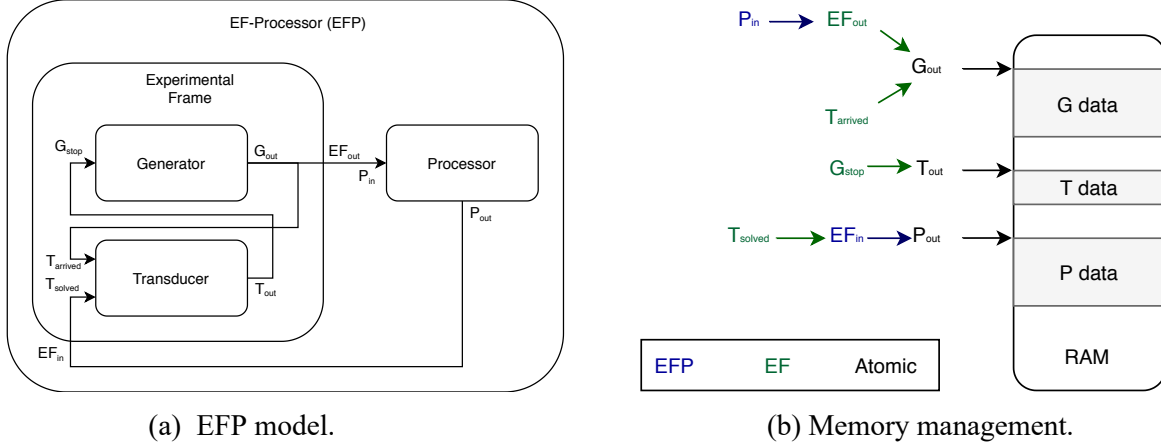 EF-Processor (EFP)
Experimental
Frame
Gstop
Generator
Gout
EFout
Pin
Processor
Pout
Tarrived
Tsolved
Transducer
Tout
EFin
(a) EFP model.
Pin
EFout
Gout
Tarrived
G data
Gstop
Tout
T data
Tsolved
EFin
Pout
P data
RAM
EFP EF Atomic
(b) Memory management.